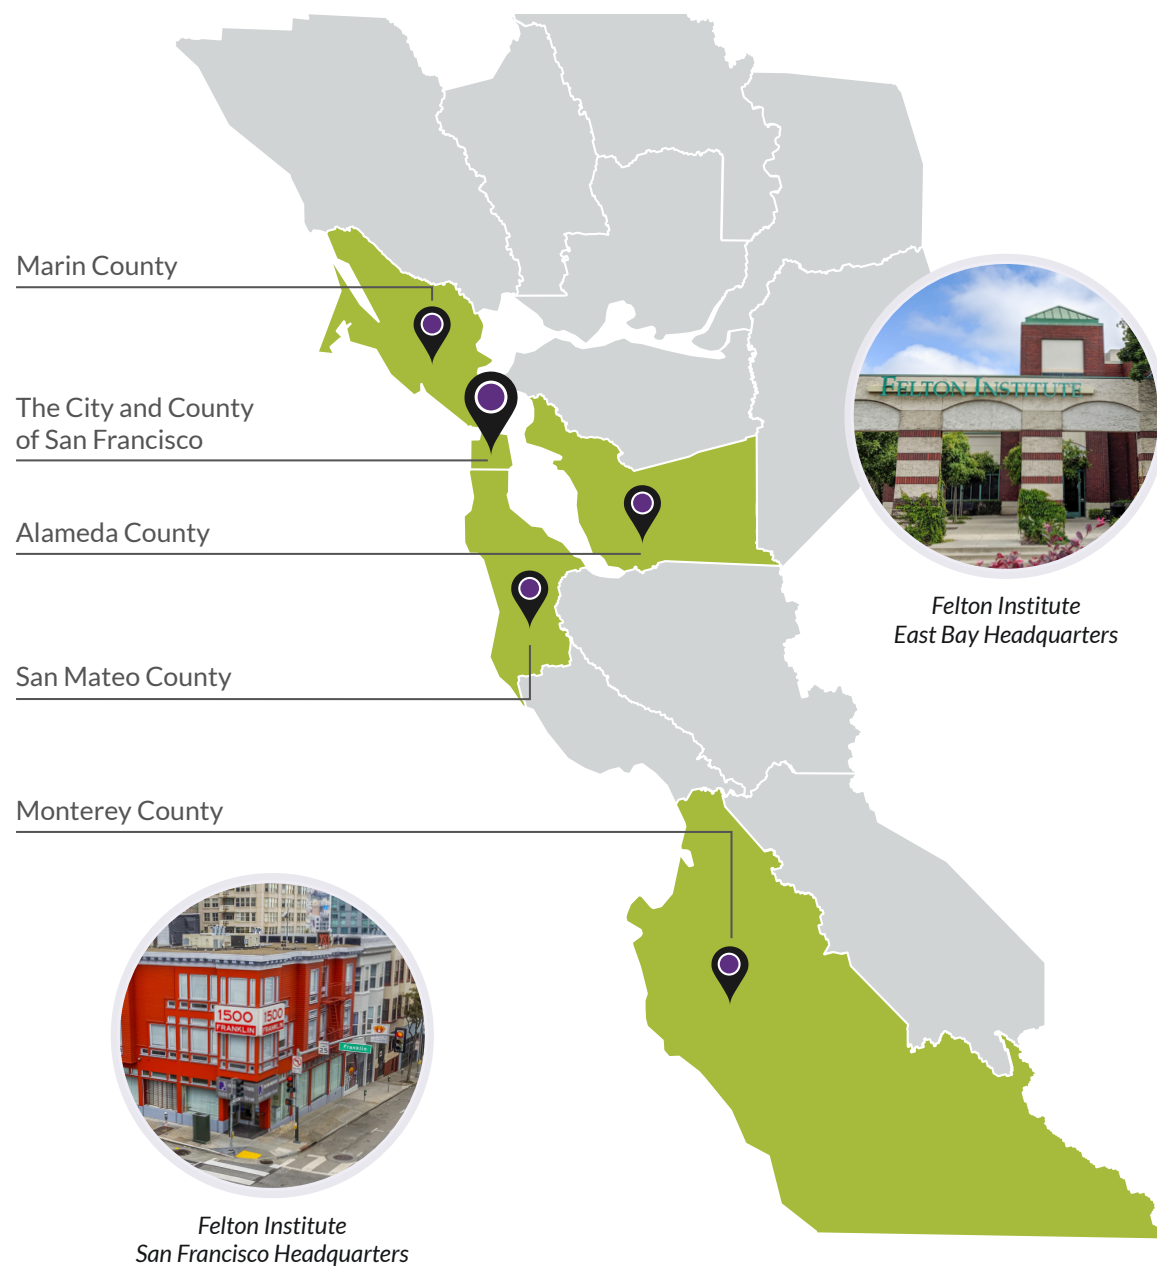 Marin County
The City and County
of San Francisco
Alameda County
San Mateo County
Monterey County
FELTON INSTITUTE
Felton Institute
East Bay Headquarters
1500
FRANKLIN
1500
FRANKLIN
Franklin
Felton Institute
San Francisco Headquarters